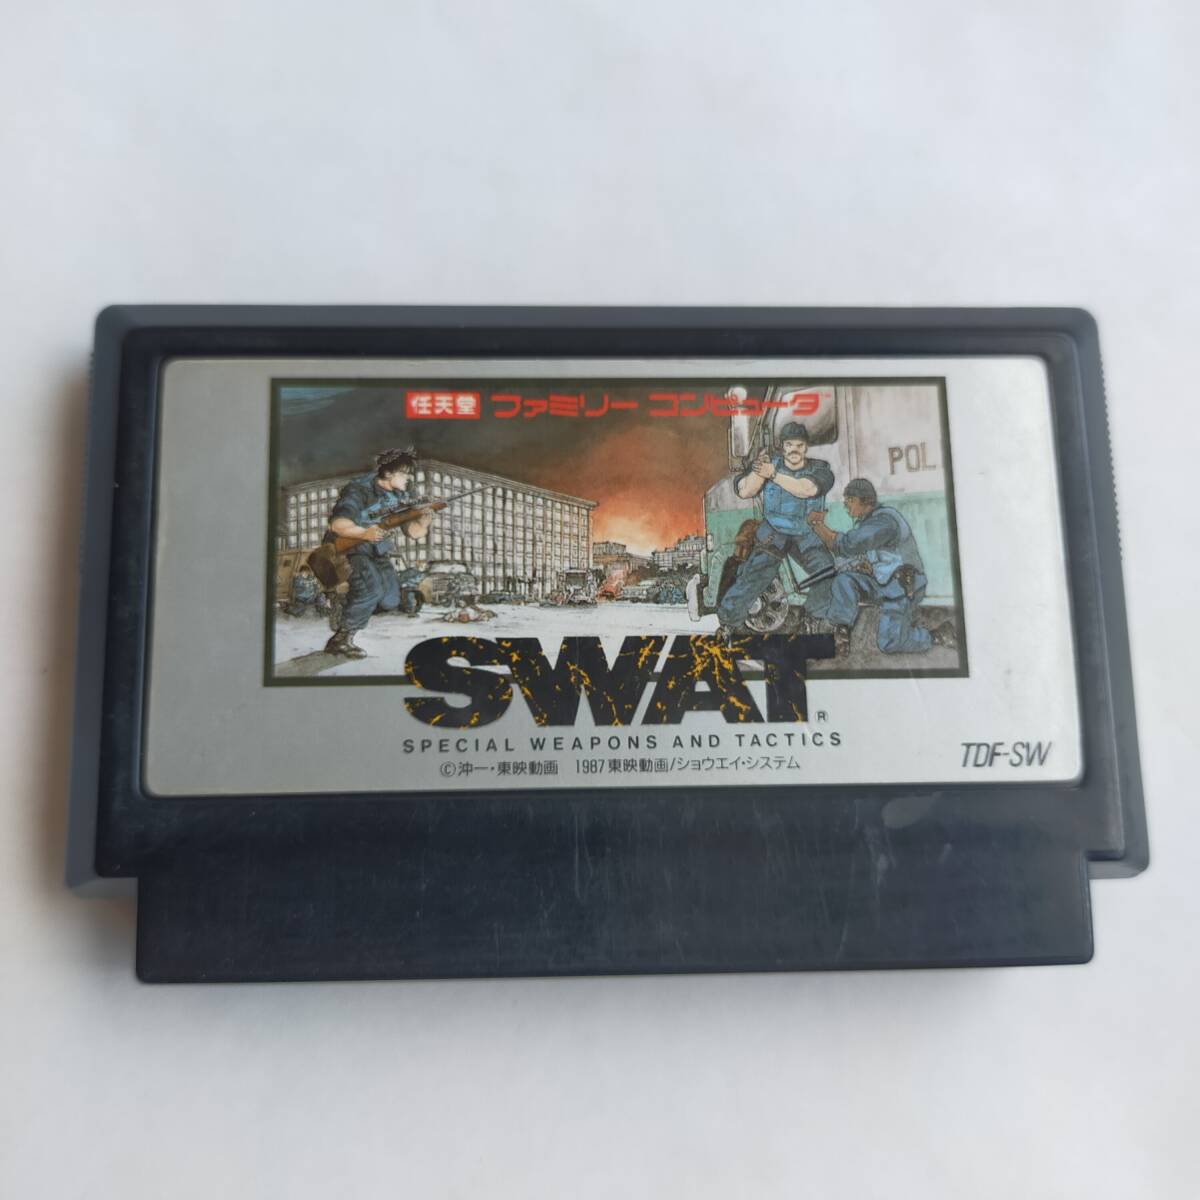 任天堂 ファミリー コンピュータ™
POL
SWAT®
SPECIAL WEAPONS AND TACTICS
©沖一・東映動画 1987 東映動画/ショウエイ・システム
TDF-SW